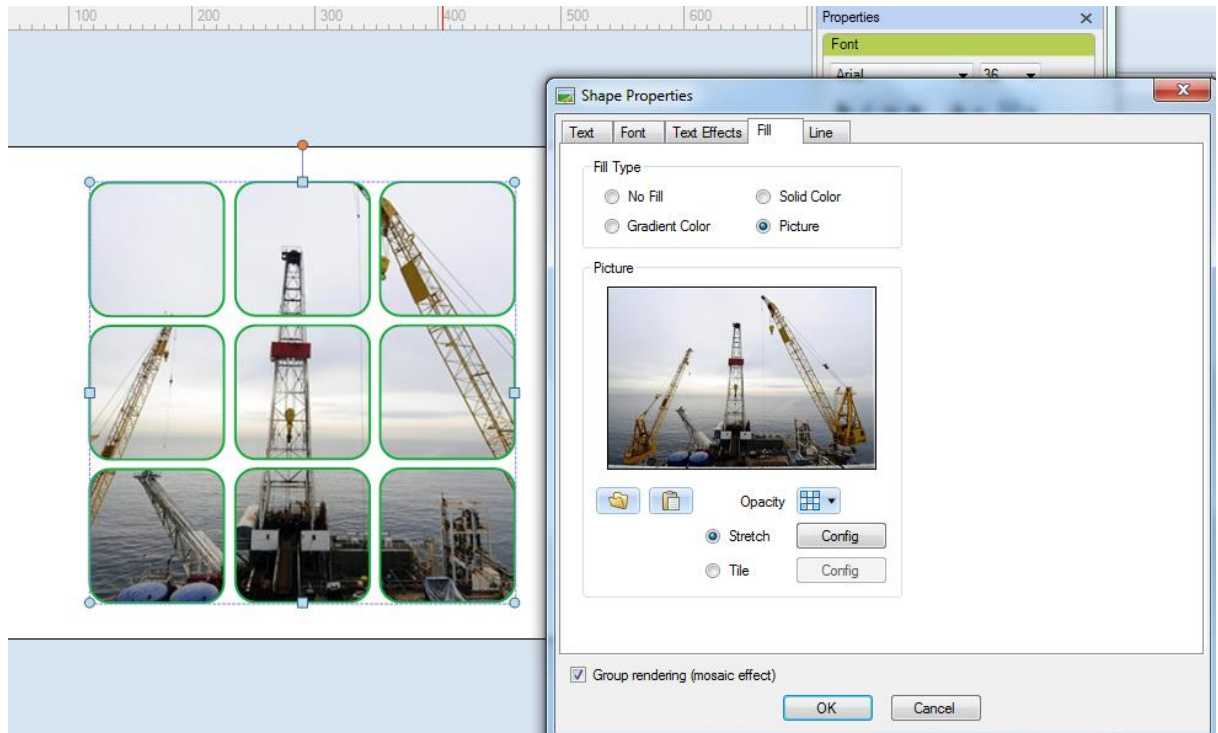 100 200 300 400 500 600
Properties
Font
Arial 36
Shape Properties
Text Font Text Effects Fill Line
Fill Type
No Fill Solid Color
Gradient Color Picture
Picture
Opacity
Stretch Config
Tile Config
Group rendering (mosaic effect)
OK Cancel